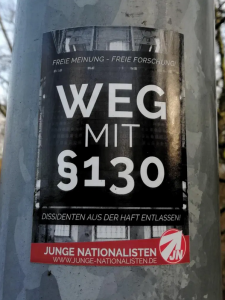 FREIE MEINUNG - FREIE FORSCHUNG
WEG
MIT
§130
DISSIDENTEN AUS DER HAFT ENTLASSEN!
JUNGE NATIONALISTEN
WWW.JUNGE-NATIONALISTEN.DE
JN